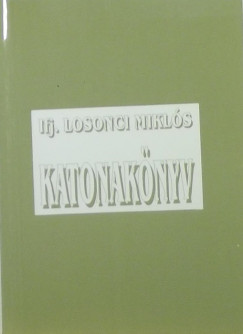 Ifj. LOSONCI MIKLÓS
KATONAKÖNYV